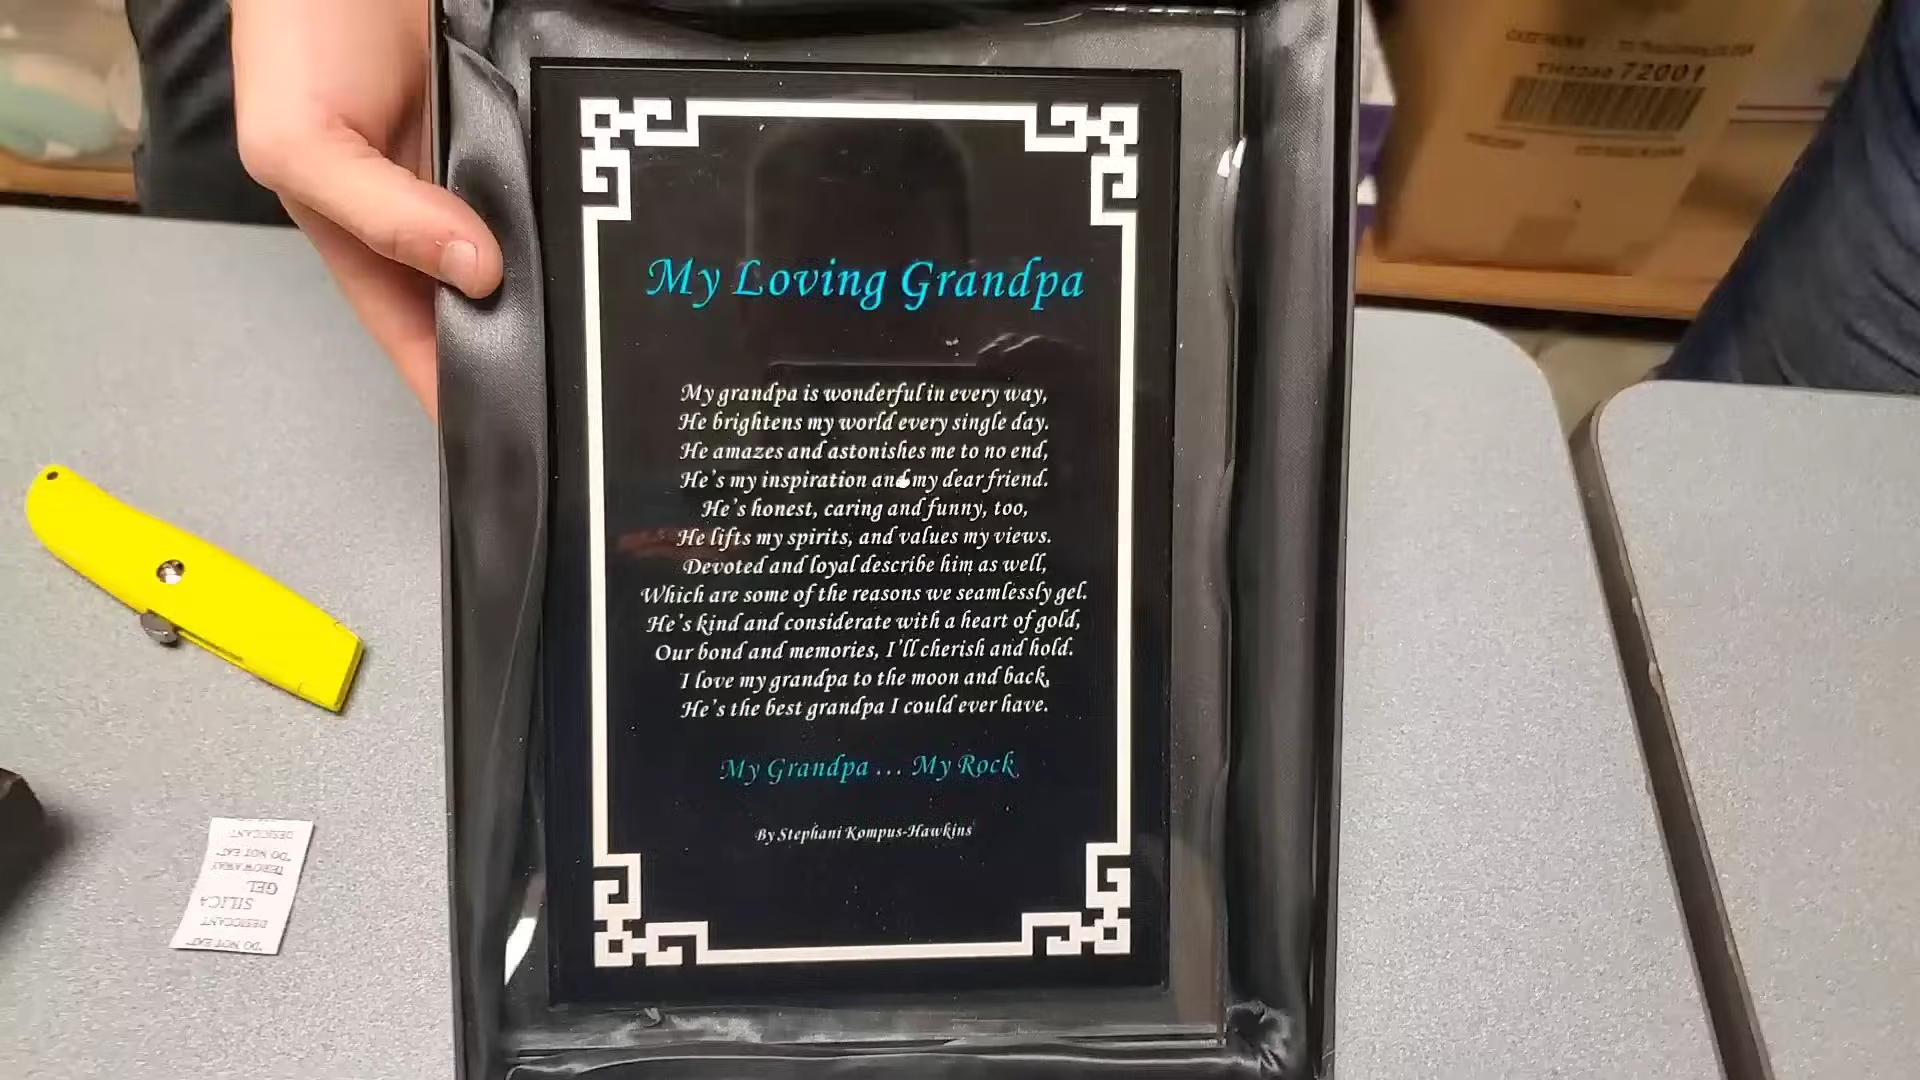 My Loving Grandpa
My grandpa is wonderful in every way,
He brightens my world every single day.
He amazes and astonishes me to no end,
He's my inspiration and my dear friend.
He's honest, caring and funny, too,
He lifts my spirits, and values my views.
Devoted and loyal describe him as well,
Which are some of the reasons we seamlessly gel.
He's kind and considerate with a heart of gold,
Our bond and memories, I'll cherish and hold.
I love my grandpa to the moon and back,
He's the best grandpa I could ever have.
My Grandpa ... My Rock
By Stephani Kompus-Hawkins
72001
"DO NOT EAT"
DESICCANT
SILICA
GEL
THROW AWAY
"DO NOT EAT"
DESICCANT